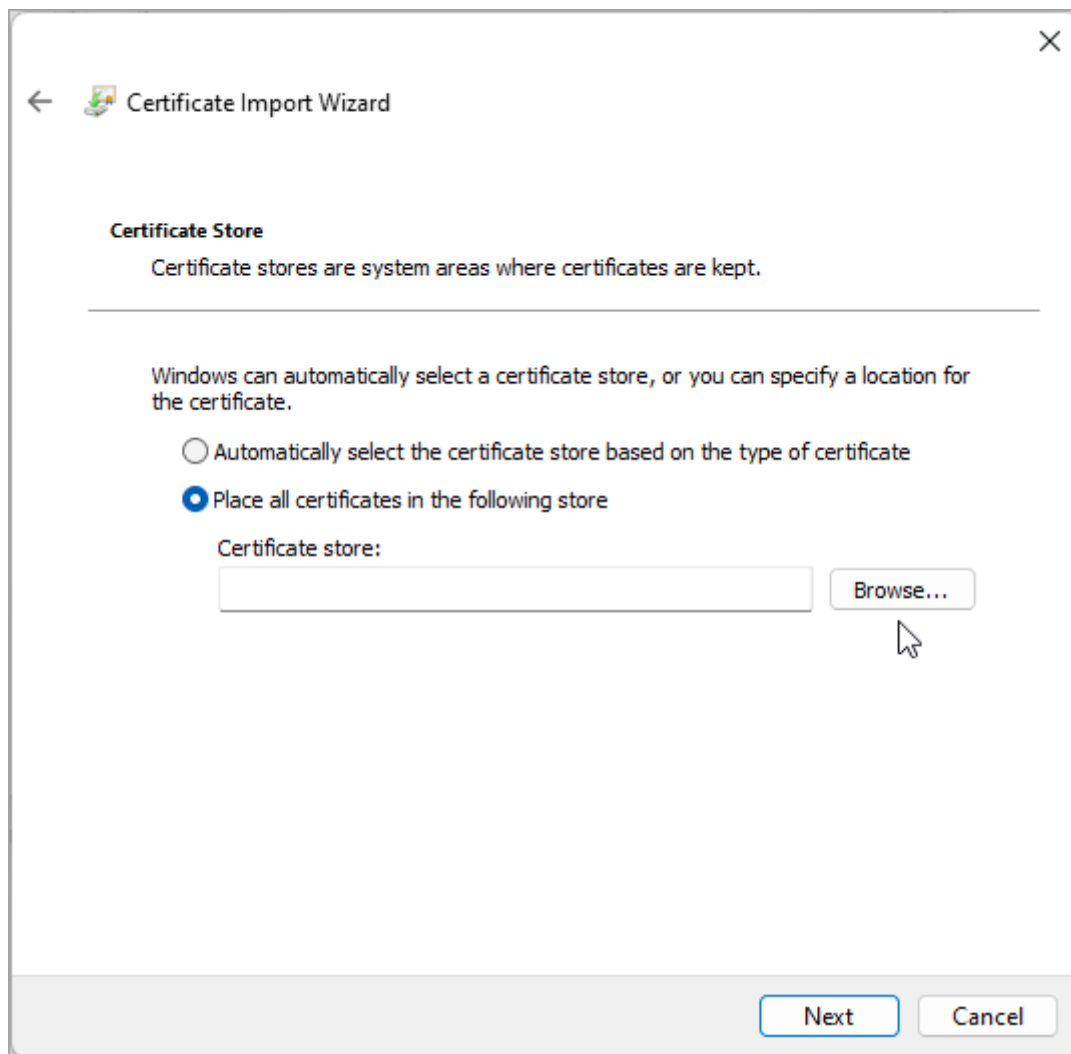 Certificate Import Wizard
Certificate Store
Certificate stores are system areas where certificates are kept.
Windows can automatically select a certificate store, or you can specify a location for
the certificate.
Automatically select the certificate store based on the type of certificate
Place all certificates in the following store
Certificate store:
Browse...
Next
Cancel